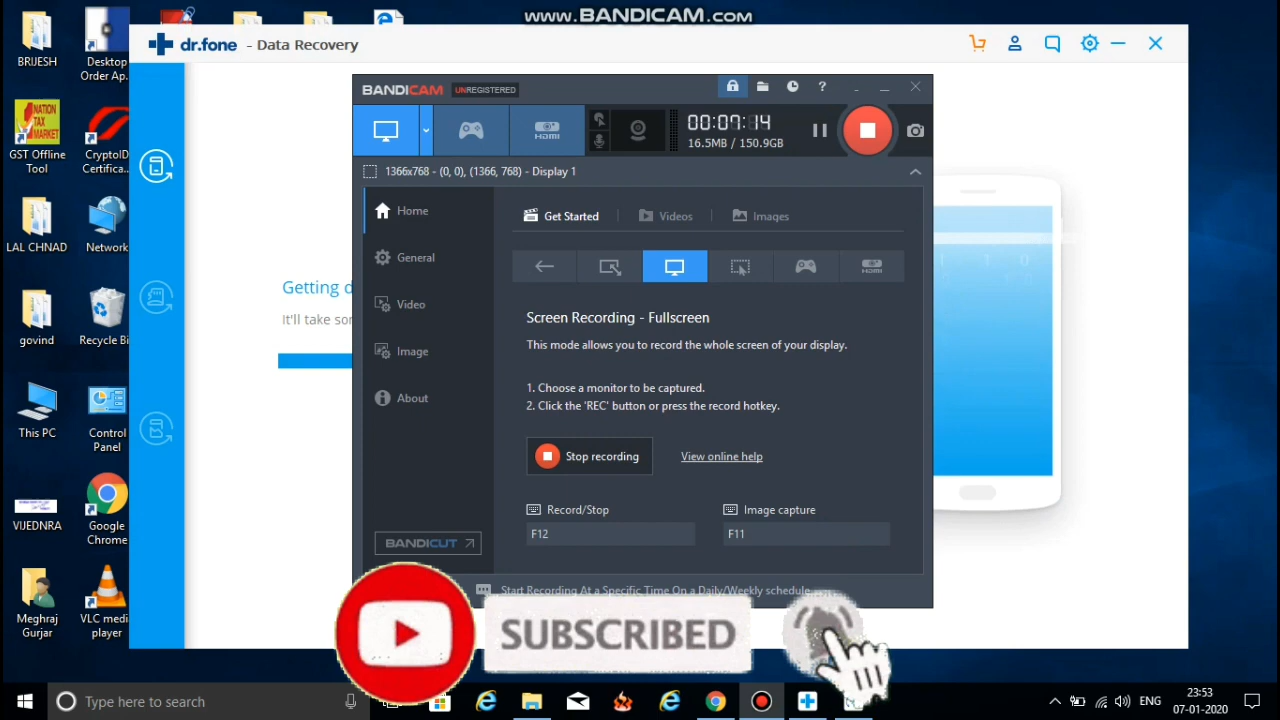 www.BANDICAM.com
BRIJESH
Desktop
Order Ap...
dr.fone - Data Recovery
BANDICAM UNREGISTERED
?
NATION
TAX
MARKET
GST Offline
Tool
CryptoID
Certifica...
HDMI
00:07:14
16.5MB / 150.9GB
1366x768 - (0, 0), (1366, 768) - Display 1
LAL CHNAD
Network
Home
Get Started
Videos
Images
General
HDMI
Getting d
It'll take so
govind
Recycle Bi
Video
Screen Recording - Fullscreen
This mode allows you to record the whole screen of your display.
Image
1. Choose a monitor to be captured.
2. Click the 'REC' button or press the record hotkey.
About
This PC
Control
Panel
Stop recording
View online help
VIJEDNRA
Google
Chrome
Record/Stop
Image capture
F12
F11
BANDICUT
Start Recording At a Specific Time On a Daily/Weekly schedule.
Meghraj
Gurjar
VLC medi
player
SUBSCRIBED
Type here to search
ENG
23:53
07-01-2020